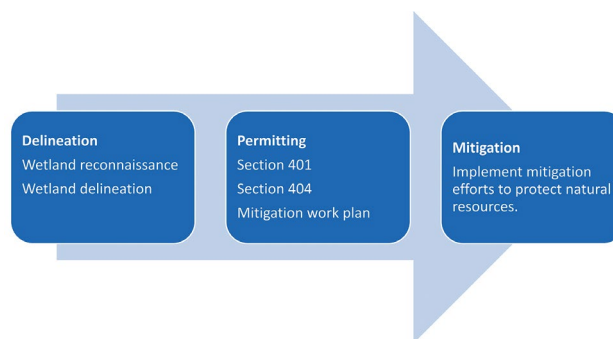 Delineation
Wetland reconnaissance
Wetland delineation
Permitting
Section 401
Section 404
Mitigation work plan
Mitigation
Implement mitigation
efforts to protect natural
resources.